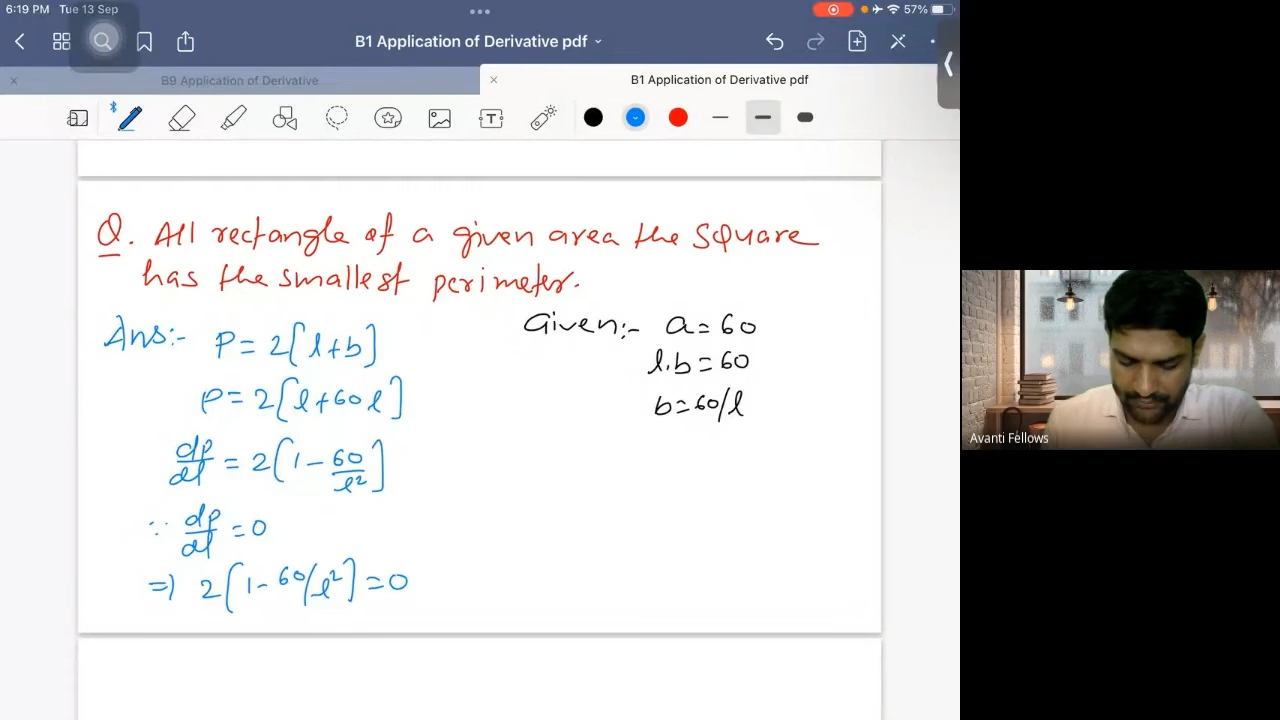 6:19 PM Tue 13 Sep
57%
B1 Application of Derivative pdf
B9 Application of Derivative
B1 Application of Derivative pdf
Q. All rectangle of a given area the square
has the smallest perimeter.
Ans:- P = 2[l+b]
P = 2[l+60l]
dp/dl = 2[1 - 60/l²]
∵ dp/dl = 0
=) 2[1 - 60/l²] = 0
Given:- a = 60
l.b = 60
b = 60/l
Avanti Fellows